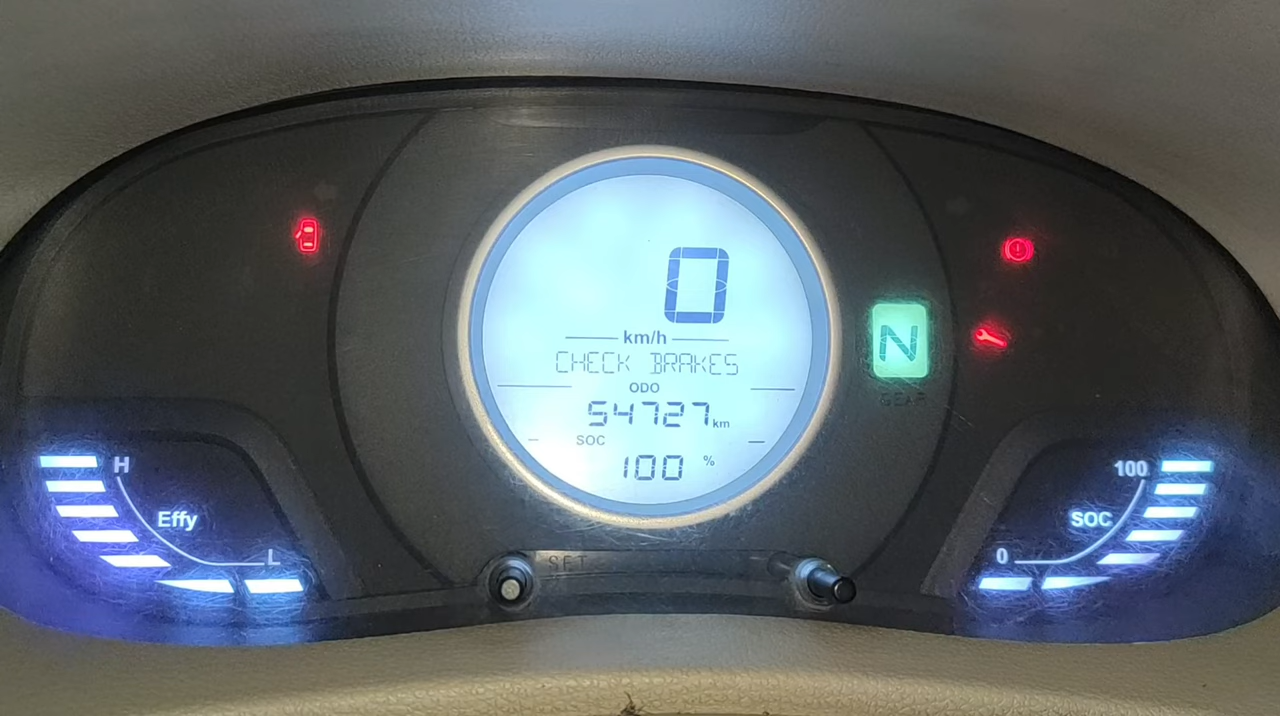 0
km/h
CHECK BRAKES
ODO
54727 km
SOC
100 %
N
GEAR
H
Effy
L
100
SOC
0
SET